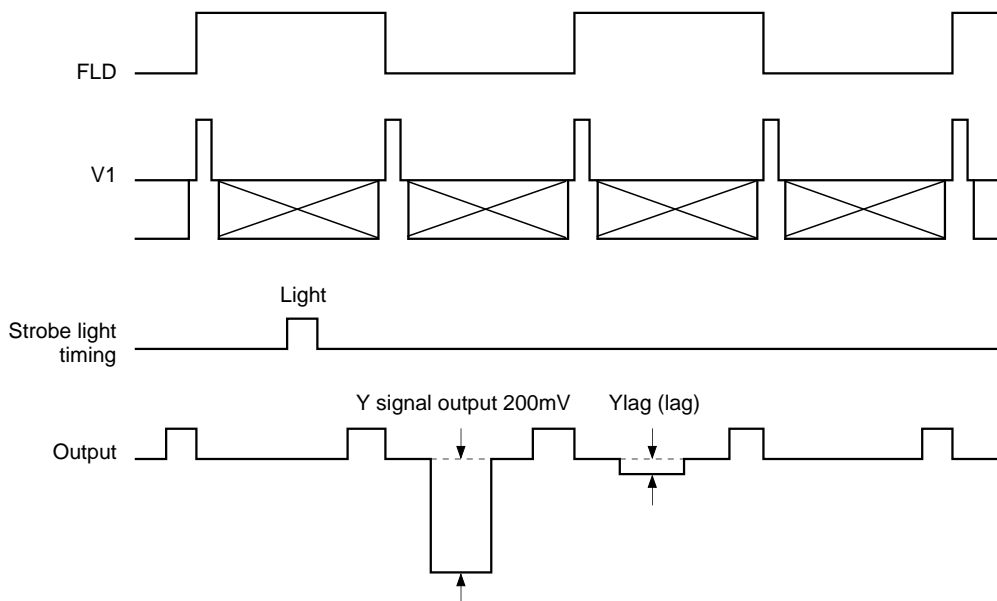 FLD
V1
Light
Strobe light
timing
Y signal output 200mV
Ylag (lag)
Output